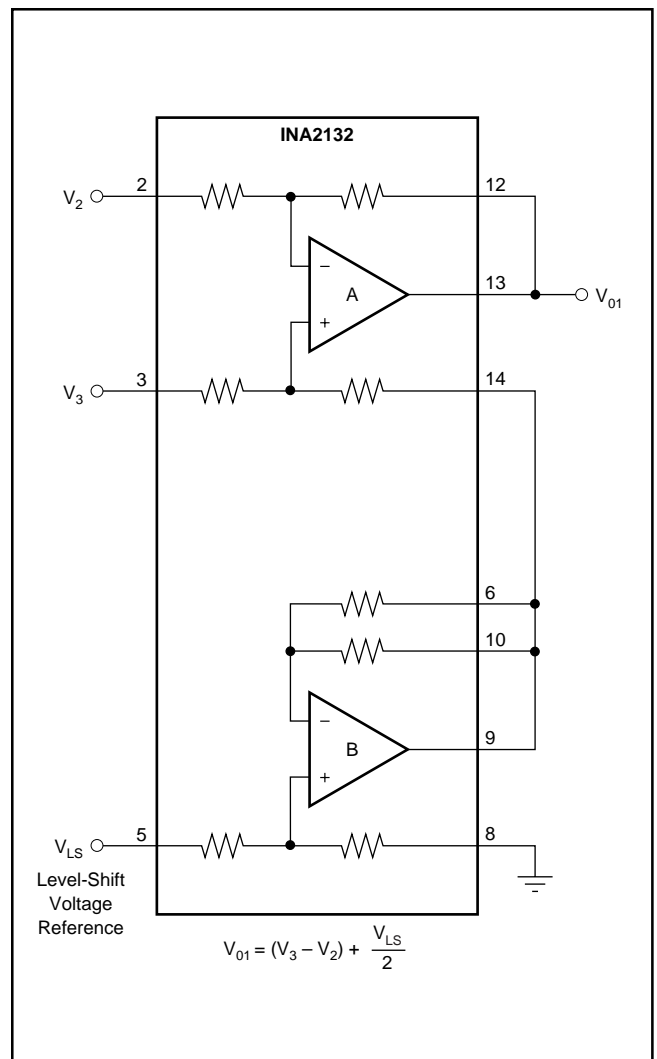 INA2132
V2 2 12
−
A 13 V01
+
V3 3 14
6
10
−
B 9
+
VLS 5 8
Level-Shift
Voltage
Reference
V01 = (V3 – V2) + VLS/2